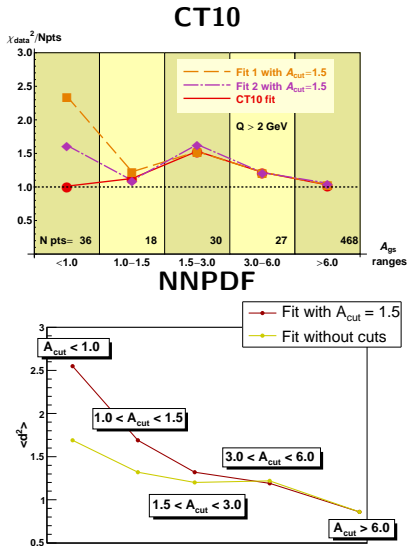 CT10
χdata²/Npts
3.0
Fit 1 with Acut=1.5
Fit 2 with Acut=1.5
CT10 fit
2.5
2.0
Q > 2 GeV
1.5
1.0
0.5
N pts= 36 18 30 27 468
Ags
<1.0 1.0−1.5 1.5−3.0 3.0−6.0 >6.0 ranges
NNPDF
Fit with Acut = 1.5
Fit without cuts
3
Acut < 1.0
2.5
<d²>
2
1.0 < Acut < 1.5
3.0 < Acut < 6.0
1.5
1.5 < Acut < 3.0
1
Acut > 6.0
0.5